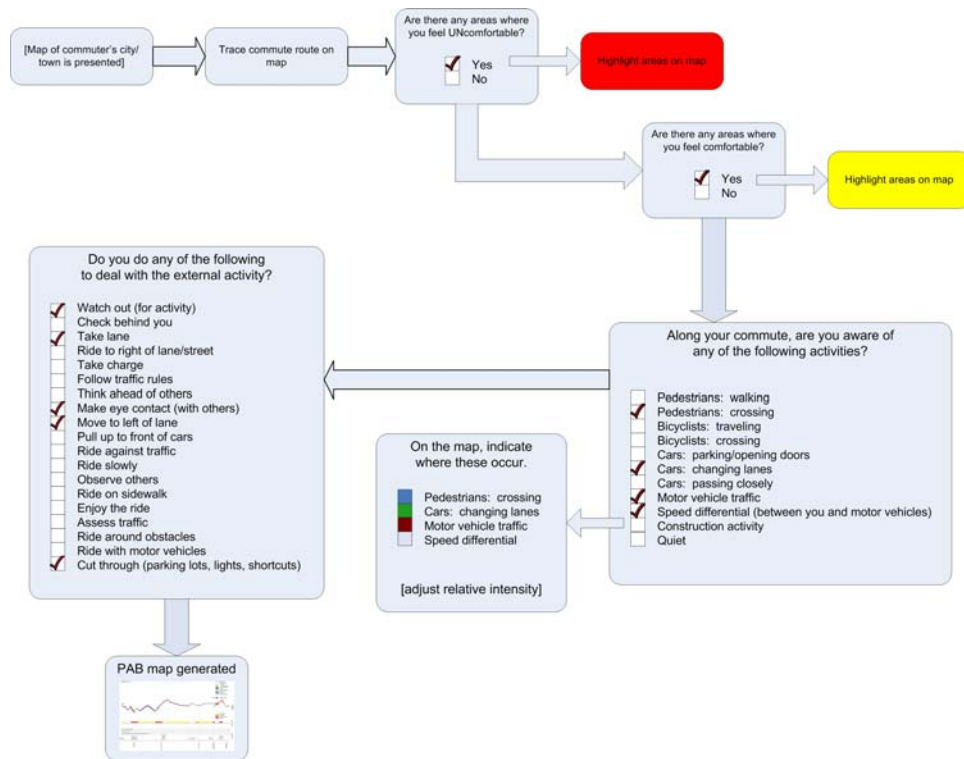 [Map of commuter's city/
town is presented]
Trace commute route on
map
Are there any areas where
you feel UNcomfortable?
Yes
No
Highlight areas on map
Are there any areas where
you feel comfortable?
Yes
No
Highlight areas on map
Along your commute, are you aware of
any of the following activities?
Pedestrians: walking
Pedestrians: crossing
Bicyclists: traveling
Bicyclists: crossing
Cars: parking/opening doors
Cars: changing lanes
Cars: passing closely
Motor vehicle traffic
Speed differential (between you and motor vehicles)
Construction activity
Quiet
On the map, indicate
where these occur.
Pedestrians: crossing
Cars: changing lanes
Motor vehicle traffic
Speed differential
[adjust relative intensity]
Do you do any of the following
to deal with the external activity?
Watch out (for activity)
Check behind you
Take lane
Ride to right of lane/street
Take charge
Follow traffic rules
Think ahead of others
Make eye contact (with others)
Move to left of lane
Pull up to front of cars
Ride against traffic
Ride slowly
Observe others
Ride on sidewalk
Enjoy the ride
Assess traffic
Ride around obstacles
Ride with motor vehicles
Cut through (parking lots, lights, shortcuts)
PAB map generated